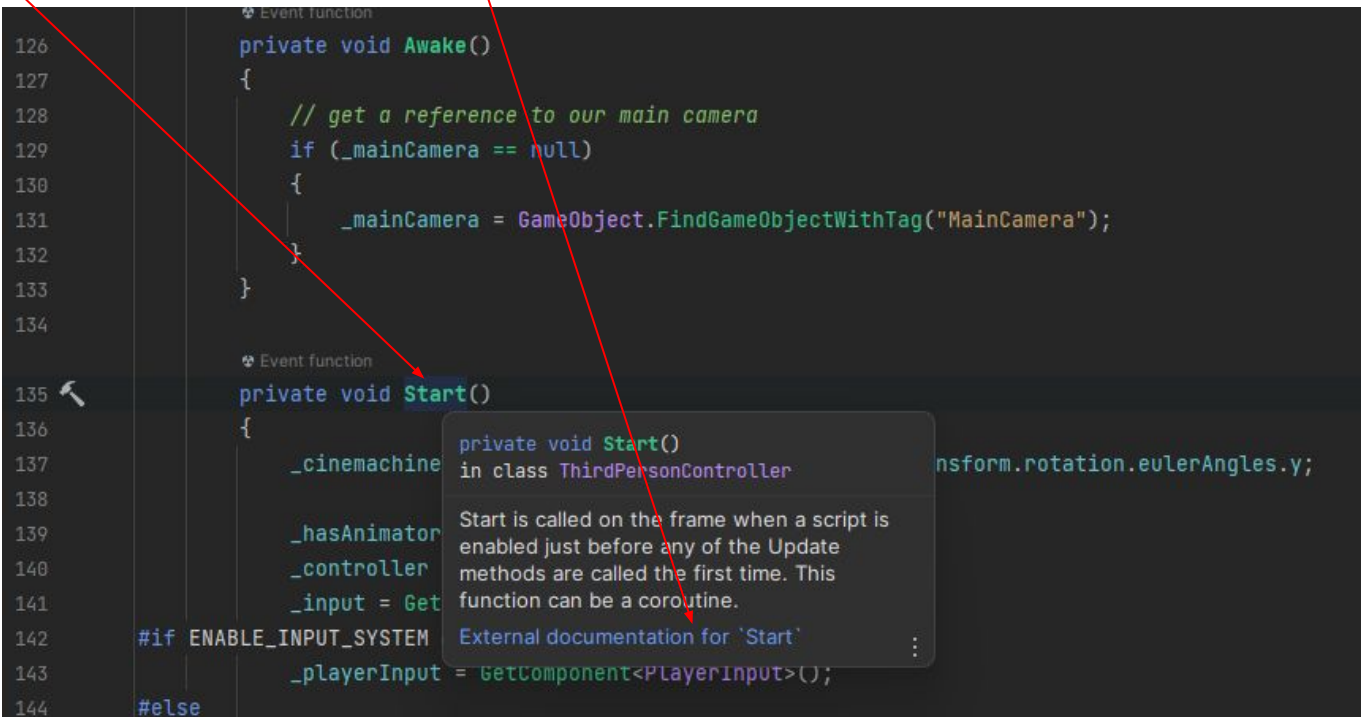 Event function
126 private void Awake()
127 {
128 // get a reference to our main camera
129 if (_mainCamera == null)
130 {
131 _mainCamera = GameObject.FindGameObjectWithTag("MainCamera");
132 }
133 }
134
Event function
135 private void Start()
136 {
137 _cinemachine nsform.rotation.eulerAngles.y;
138
139 _hasAnimator
140 _controller
141 _input = Get
142 #if ENABLE_INPUT_SYSTEM
143 _playerInput = GetComponent<PlayerInput>();
144 #else
private void Start()
in class ThirdPersonController
Start is called on the frame when a script is
enabled just before any of the Update
methods are called the first time. This
function can be a coroutine.
External documentation for `Start`